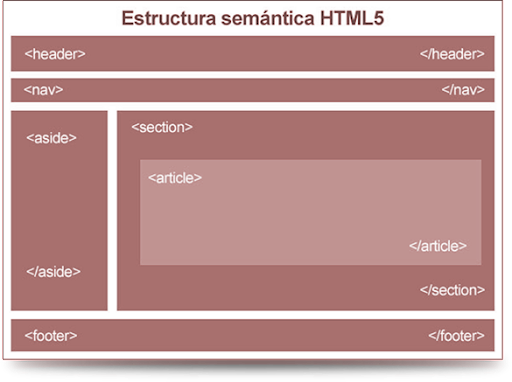 Estructura semántica HTML5
<header> </header>
<nav> </nav>
<aside>
</aside>
<section>
<article>
</article>
</section>
<footer> </footer>